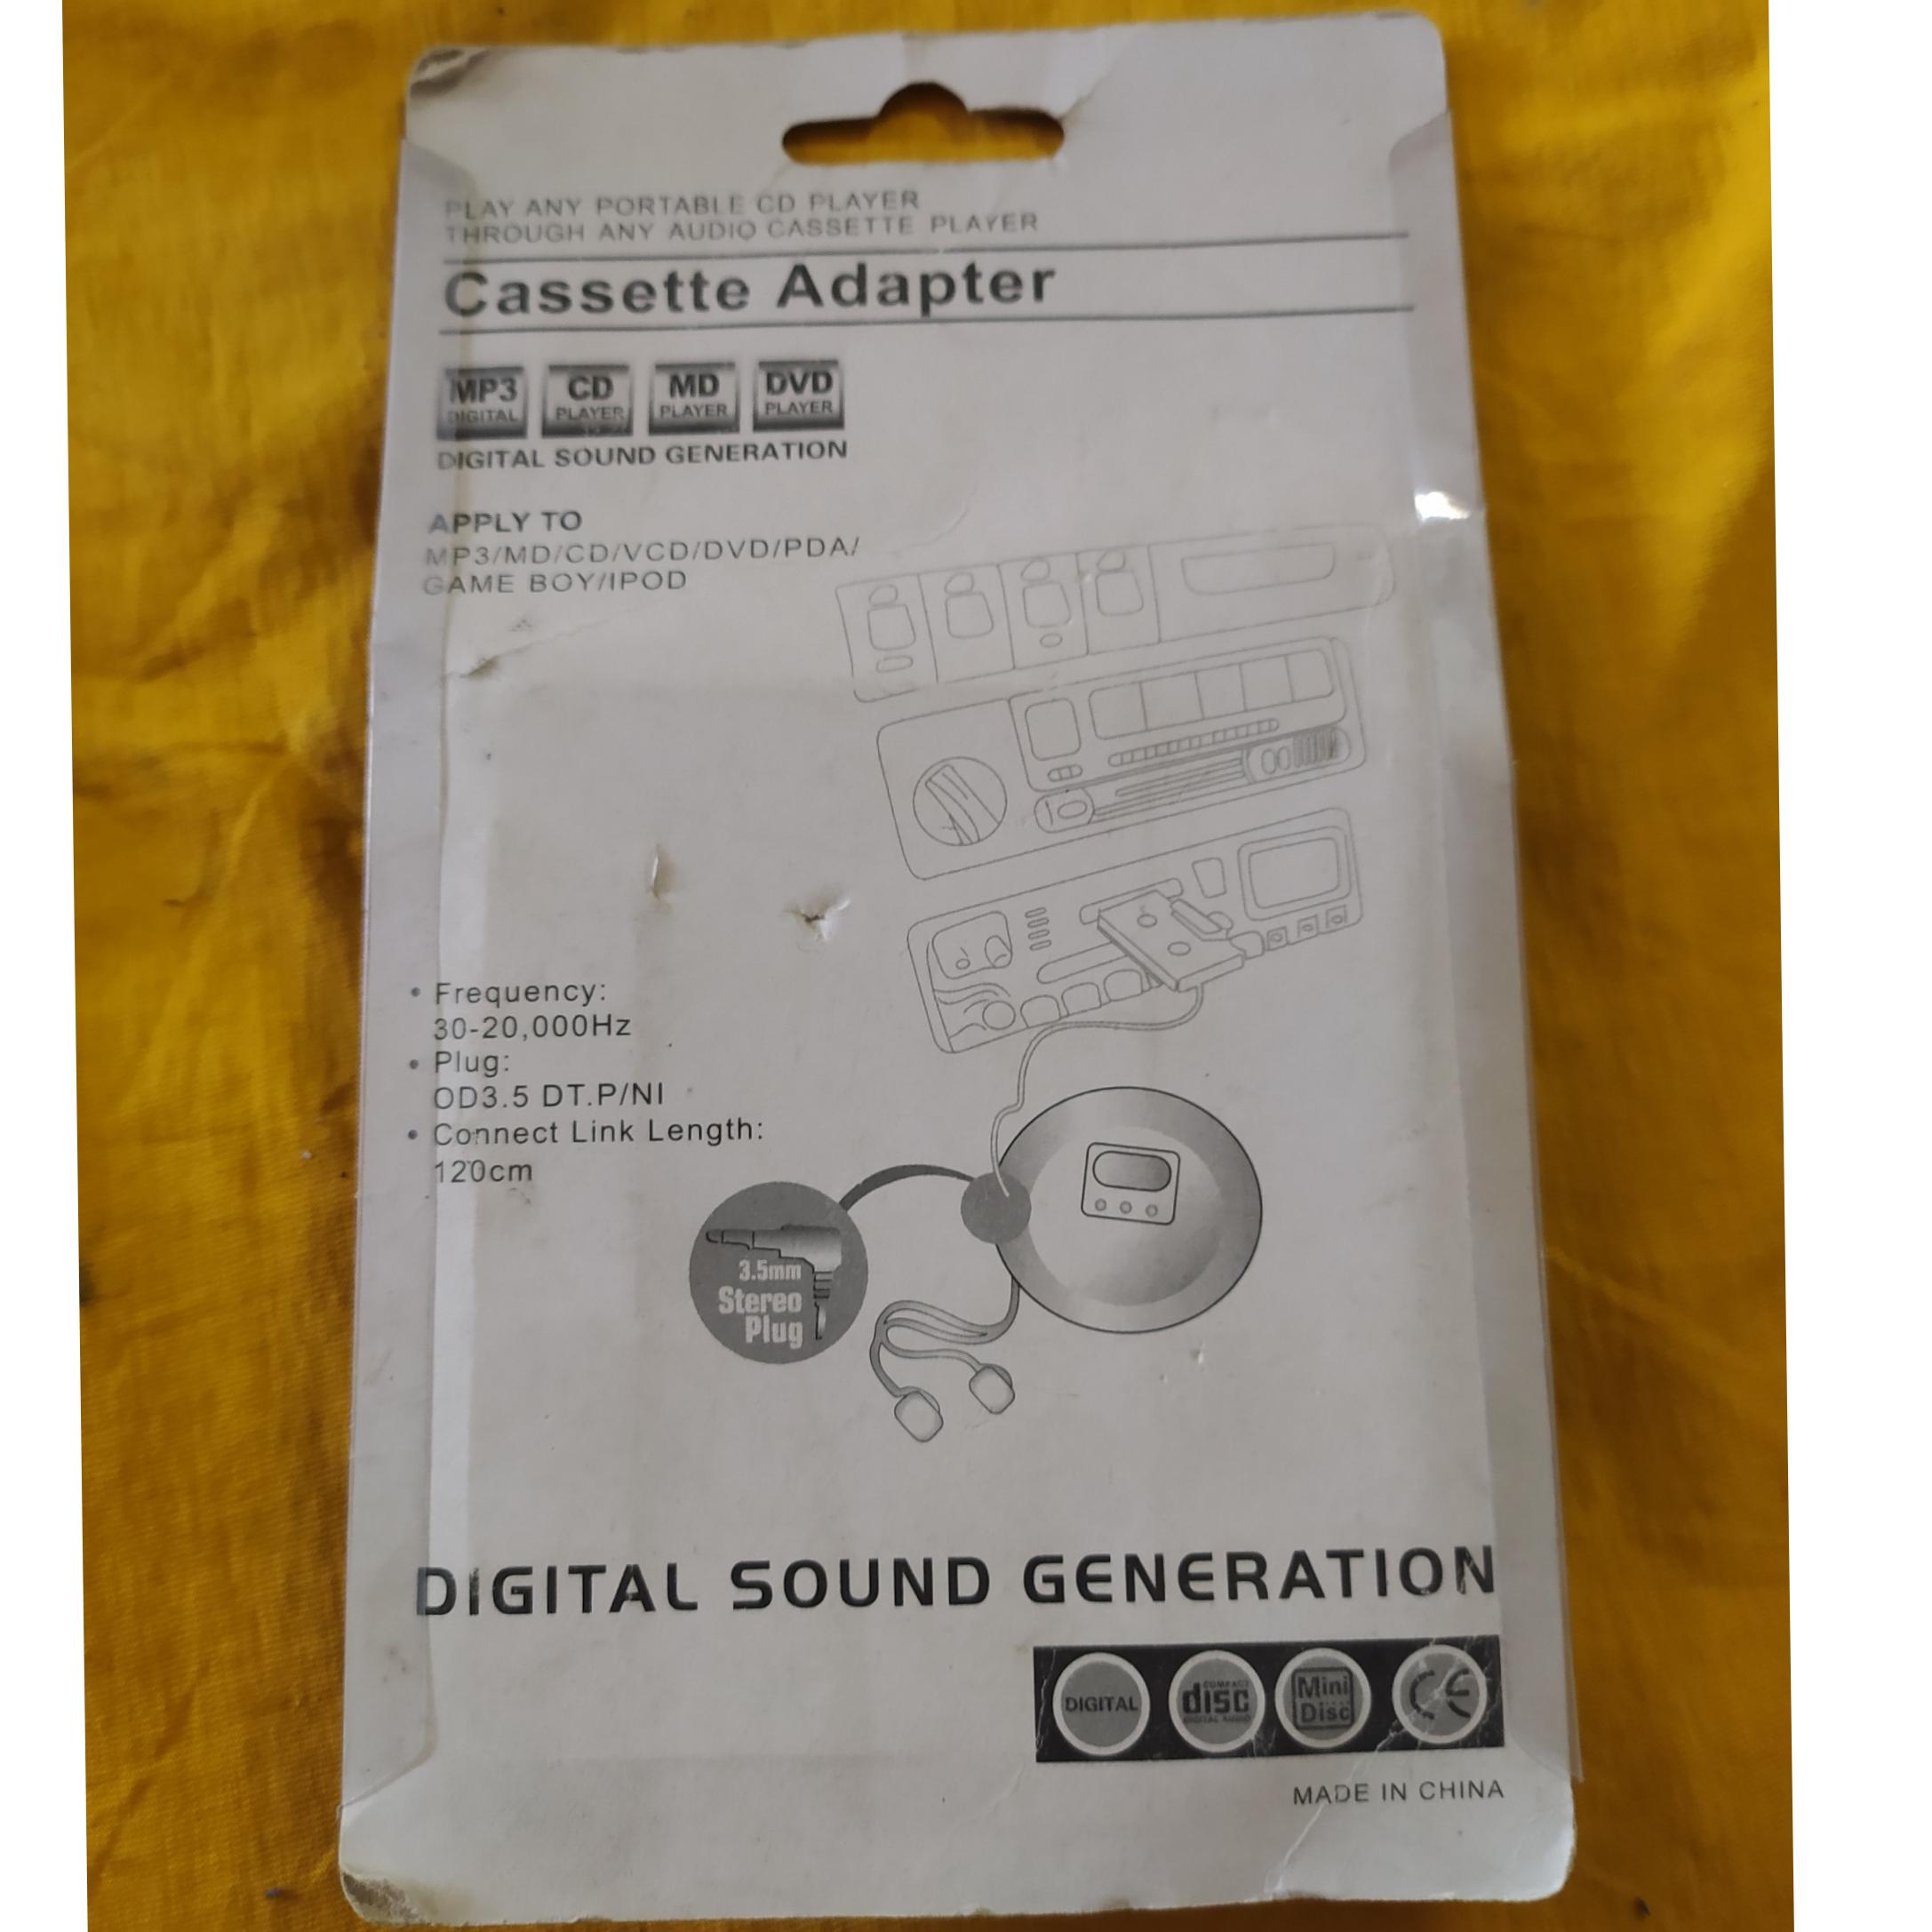 PLAY ANY PORTABLE CD PLAYER
THROUGH ANY AUDIO CASSETTE PLAYER
Cassette Adapter
MP3 CD MD DVD
DIGITAL PLAYER PLAYER PLAYER
DIGITAL SOUND GENERATION
APPLY TO
MP3/MD/CD/VCD/DVD/PDA/
GAME BOY/IPOD
• Frequency:
30-20,000Hz
• Plug:
OD3.5 DT.P/NI
• Connect Link Length:
120cm
3.5mm
Stereo
Plug
DIGITAL SOUND GENERATION
DIGITAL
COMPACT
disc
DIGITAL AUDIO
Mini
Disc
CE
MADE IN CHINA